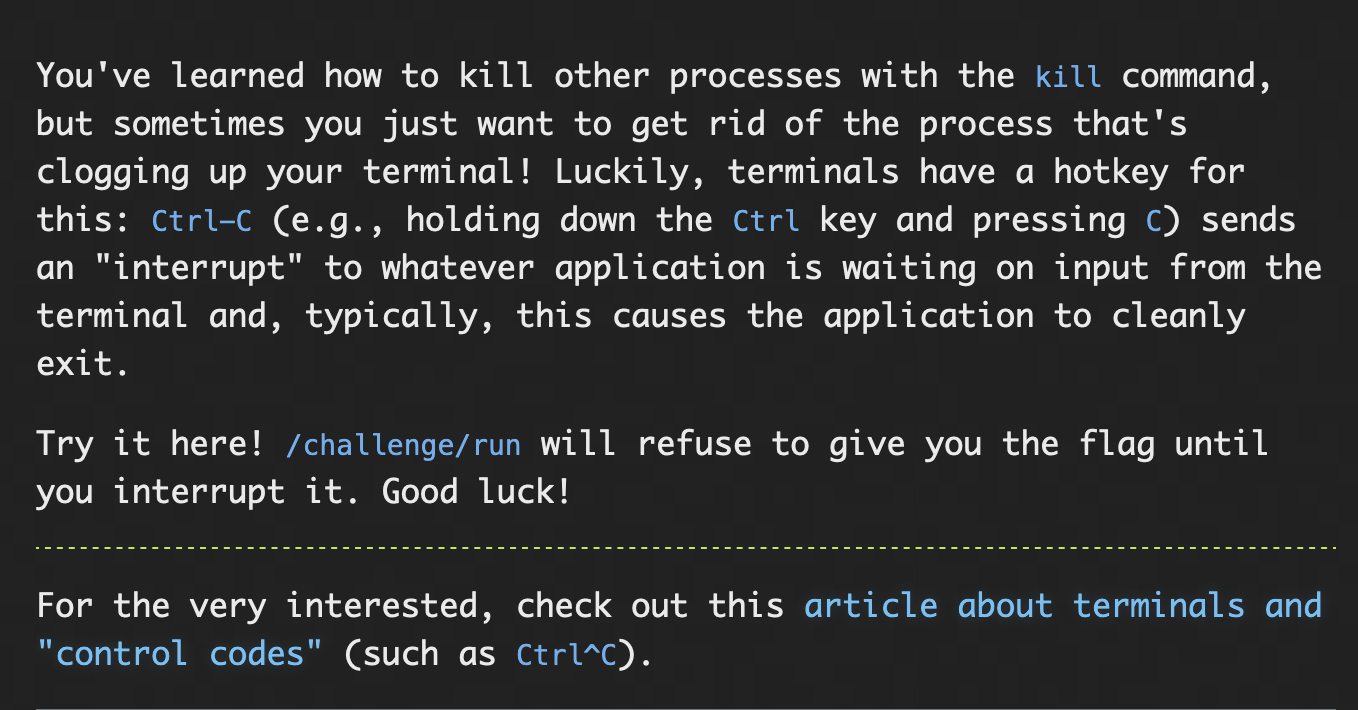 You've learned how to kill other processes with the kill command,
but sometimes you just want to get rid of the process that's
clogging up your terminal! Luckily, terminals have a hotkey for
this: Ctrl-C (e.g., holding down the Ctrl key and pressing C) sends
an "interrupt" to whatever application is waiting on input from the
terminal and, typically, this causes the application to cleanly
exit.
Try it here! /challenge/run will refuse to give you the flag until
you interrupt it. Good luck!
For the very interested, check out this article about terminals and
"control codes" (such as Ctrl^C).